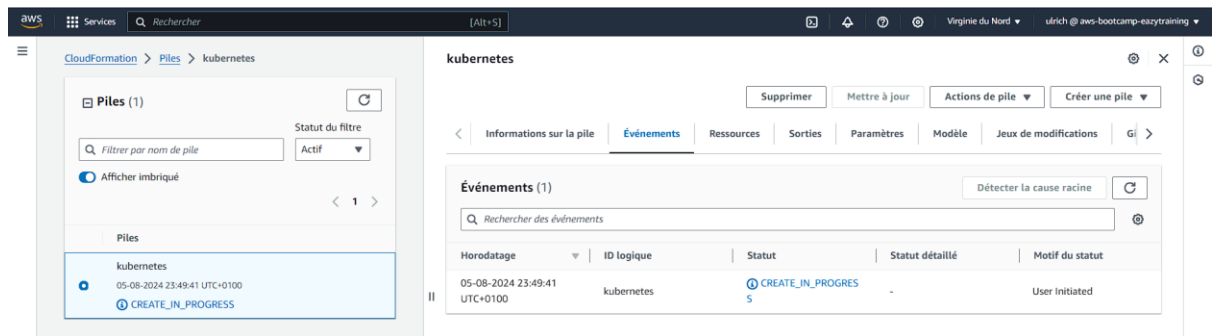 aws
Services
Rechercher
[Alt+S]
Virginie du Nord
ulrich @ aws-bootcamp-eazytraining
CloudFormation > Piles > kubernetes
Piles (1)
Statut du filtre
Filtrer par nom de pile
Actif
Afficher imbriqué
< 1 >
Piles
kubernetes
05-08-2024 23:49:41 UTC+0100
CREATE_IN_PROGRESS
kubernetes
Supprimer
Mettre à jour
Actions de pile
Créer une pile
Informations sur la pile
Événements
Ressources
Sorties
Paramètres
Modèle
Jeux de modifications
Gi
Événements (1)
Détecter la cause racine
Rechercher des événements
Horodatage
ID logique
Statut
Statut détaillé
Motif du statut
05-08-2024 23:49:41
UTC+0100
kubernetes
CREATE_IN_PROGRES
S
-
User Initiated